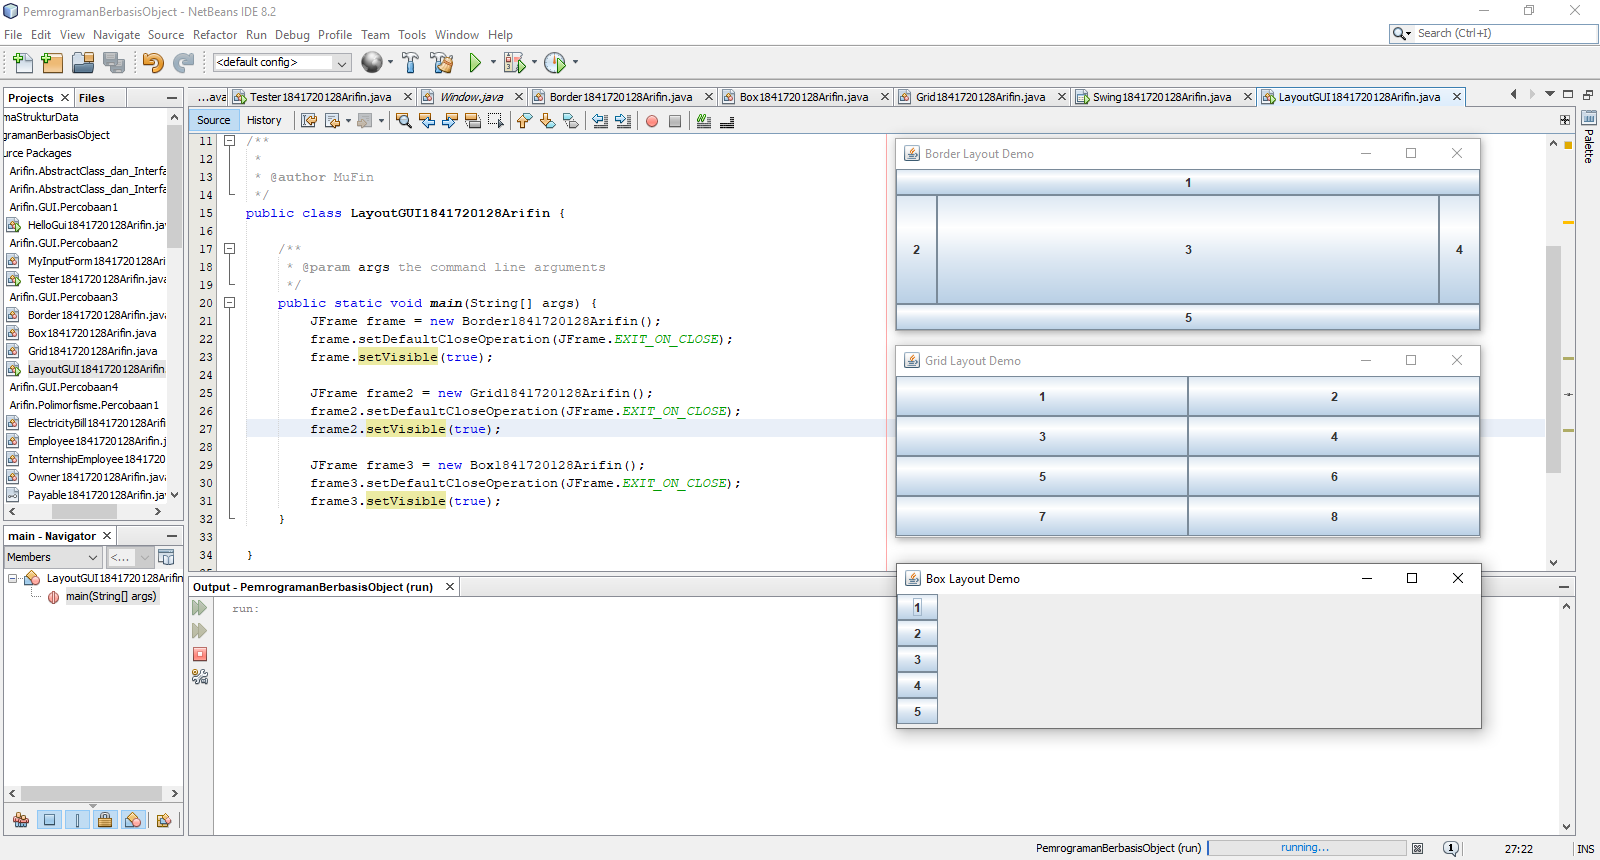 PemrogramanBerbasisObject - NetBeans IDE 8.2
File Edit View Navigate Source Refactor Run Debug Profile Team Tools Window Help
Search (Ctrl+I)
<default config>
Projects Files
maStrukturData
gramanBerbasisObject
urce Packages
Arifin.AbstractClass_dan_Interfa
Arifin.AbstractClass_dan_Interfa
Arifin.GUI.Percobaan1
HelloGui1841720128Arifin.jav
Arifin.GUI.Percobaan2
MyInputForm1841720128Ari
Tester1841720128Arifin.java
Arifin.GUI.Percobaan3
Border1841720128Arifin.java
Box1841720128Arifin.java
Grid1841720128Arifin.java
LayoutGUI1841720128Arifin
Arifin.GUI.Percobaan4
Arifin.Polimorfisme.Percobaan1
ElectricityBill1841720128Arifi
Employee1841720128Arifin.j
InternshipEmployee184172​0
Owner1841720128Arifin.java
Payable1841720128Arifin.jav
main - Navigator
Members <...
LayoutGUI1841720128Arifin
main(String[] args)
...ava Tester1841720128Arifin.java Window.java Border1841720128Arifin.java Box1841720128Arifin.java Grid1841720128Arifin.java Swing1841720128Arifin.java LayoutGUI1841720128Arifin.java
Source History
11 /**
12 *
13 * @author MuFin
14 */
15 public class LayoutGUI1841720128Arifin {
16
17 /**
18 * @param args the command line arguments
19 */
20 public static void main(String[] args) {
21 JFrame frame = new Border1841720128Arifin();
22 frame.setDefaultCloseOperation(JFrame.EXIT_ON_CLOSE);
23 frame.setVisible(true);
24
25 JFrame frame2 = new Grid1841720128Arifin();
26 frame2.setDefaultCloseOperation(JFrame.EXIT_ON_CLOSE);
27 frame2.setVisible(true);
28
29 JFrame frame3 = new Box1841720128Arifin();
30 frame3.setDefaultCloseOperation(JFrame.EXIT_ON_CLOSE);
31 frame3.setVisible(true);
32 }
33
34 }
Output - PemrogramanBerbasisObject (run)
run:
Border Layout Demo
1
2 3 4
5
Grid Layout Demo
1 2
3 4
5 6
7 8
Box Layout Demo
1
2
3
4
5
Palette
PemrogramanBerbasisObject (run) running... 1 27:22 INS